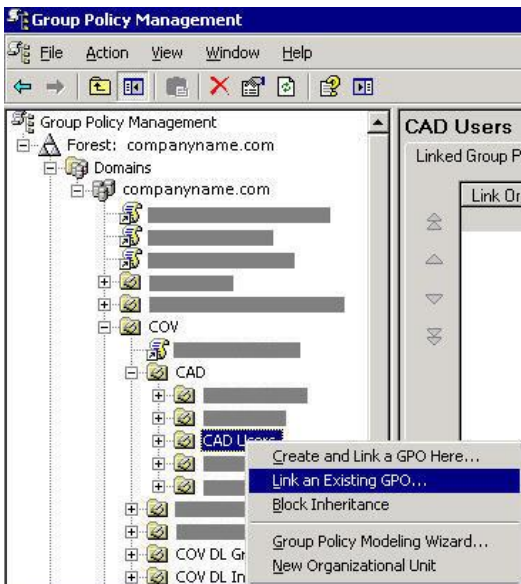 Group Policy Management
File Action View Window Help
Group Policy Management
Forest: companyname.com
Domains
companyname.com
COV
CAD
CAD Users
COV DL Gr
COV DL In
CAD Users
Linked Group P
Link Or
Create and Link a GPO Here...
Link an Existing GPO...
Block Inheritance
Group Policy Modeling Wizard...
New Organizational Unit